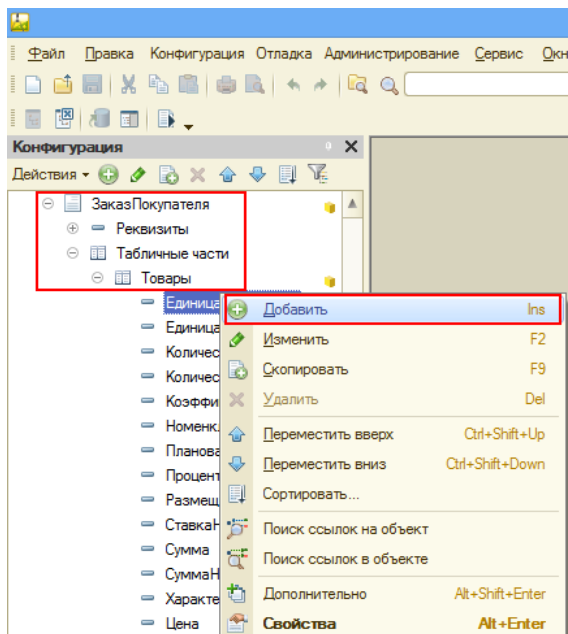 Файл Правка Конфигурация Отладка Администрирование Сервис
Конфигурация
Действия
ЗаказПокупателя
Реквизиты
Табличные части
Товары
Единица
Добавить Ins
Единица
Изменить F2
Количес
Скопировать F9
Количес
Коэффи
Удалить Del
Номенк
Переместить вверх Ctrl+Shift+Up
Планова
Переместить вниз Ctrl+Shift+Down
Процент
Сортировать...
Размещ
СтавкаН
Поиск ссылок на объект
Сумма
Поиск ссылок в объекте
СуммаН
Дополнительно Alt+Shift+Enter
Характе
Цена
Свойства Alt+Enter